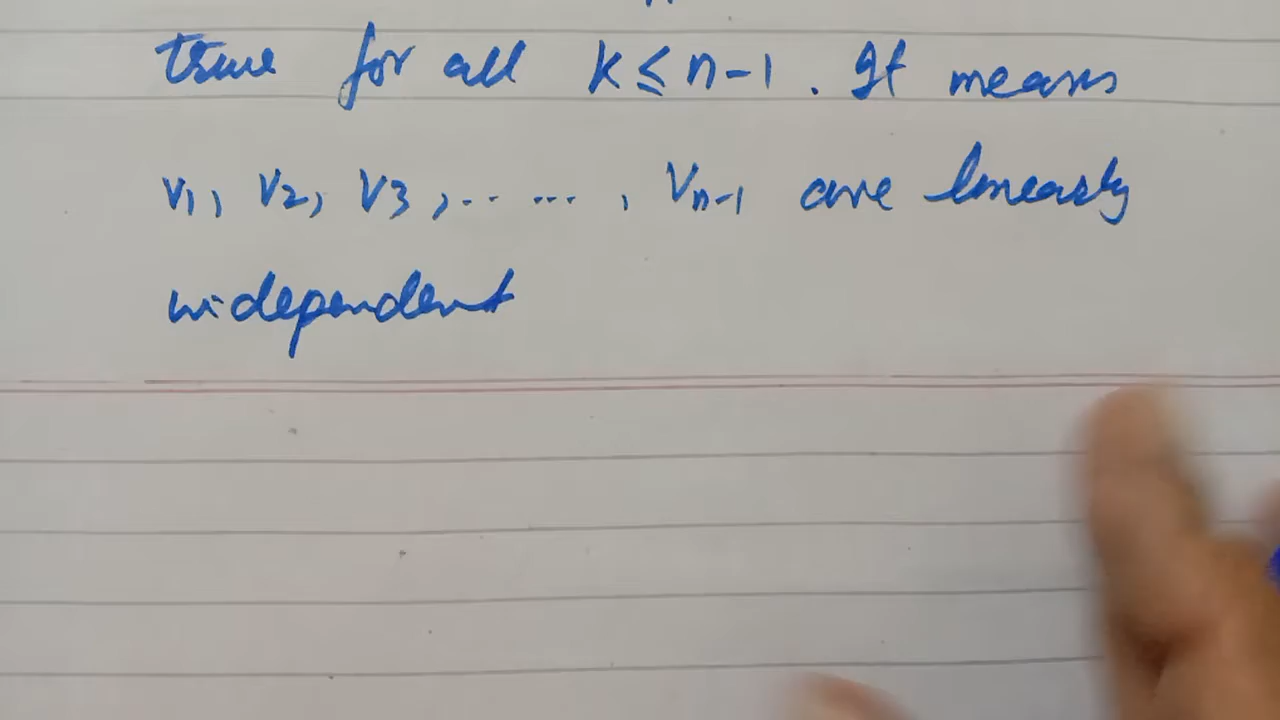 true for all k ≤ n-1. It means
v1, v2, v3, ..... , vn-1 are linearly
independent